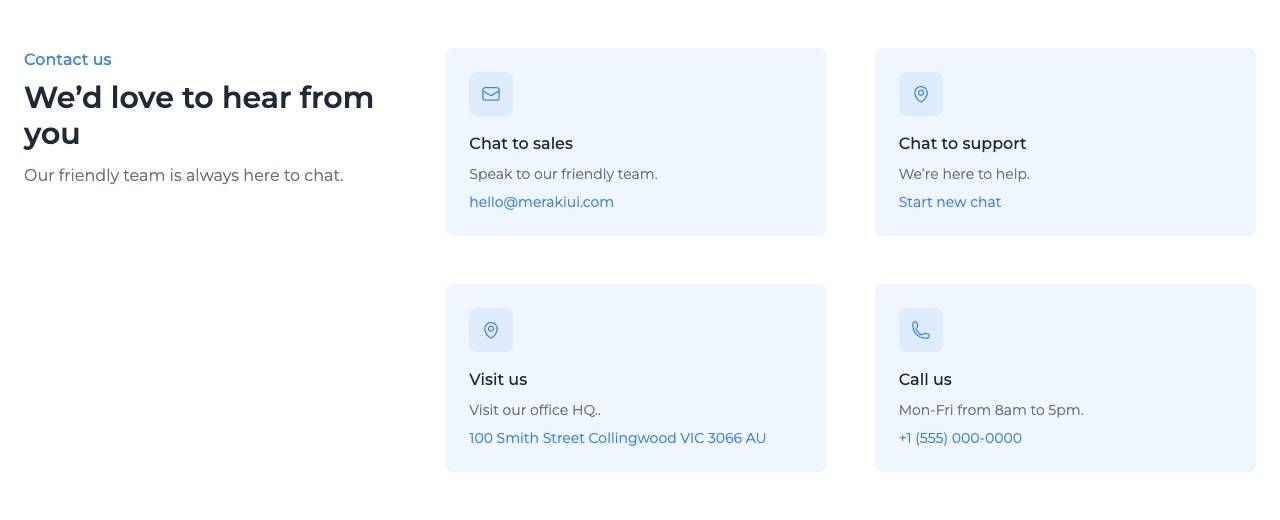 Contact us
We’d love to hear from
you
Our friendly team is always here to chat.
Chat to sales
Speak to our friendly team.
hello@merakiui.com
Chat to support
We’re here to help.
Start new chat
Visit us
Visit our office HQ..
100 Smith Street Collingwood VIC 3066 AU
Call us
Mon-Fri from 8am to 5pm.
+1 (555) 000-0000